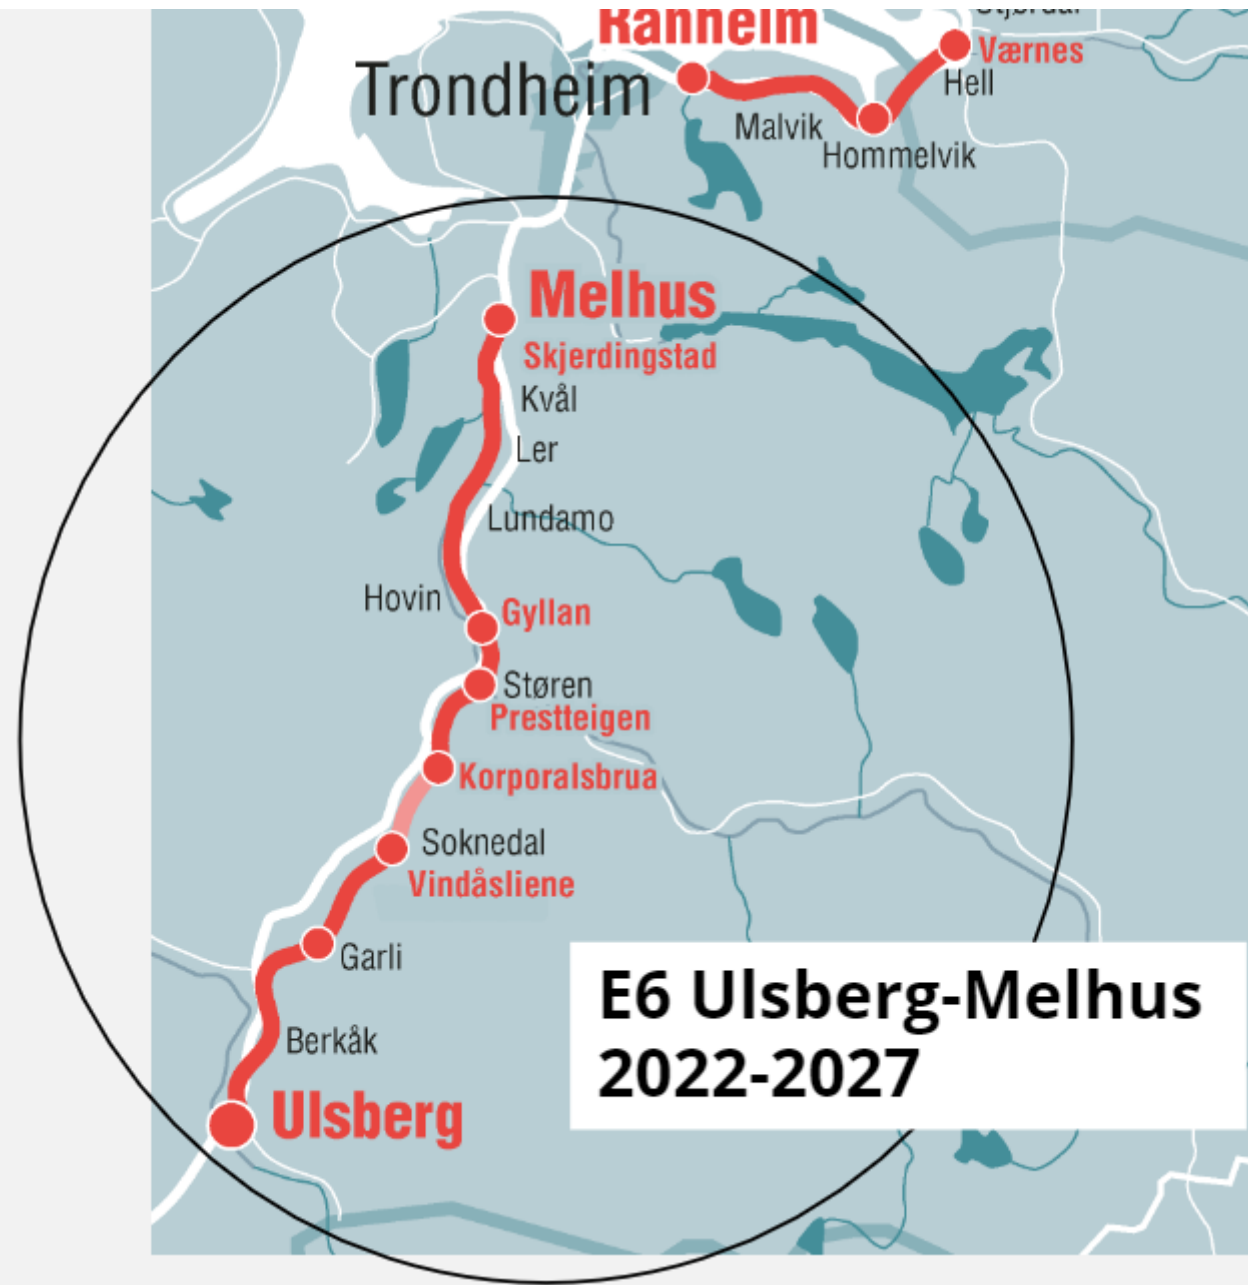 Ranheim
Værnes
Trondheim
Hell
Malvik
Hommelvik
Melhus
Skjerdingstad
Kvål
Ler
Lundamo
Hovin
Gyllan
Støren
Prestteigen
Korporalsbrua
Soknedal
Vindåsliene
Garli
E6 Ulsberg-Melhus
2022-2027
Berkåk
Ulsberg